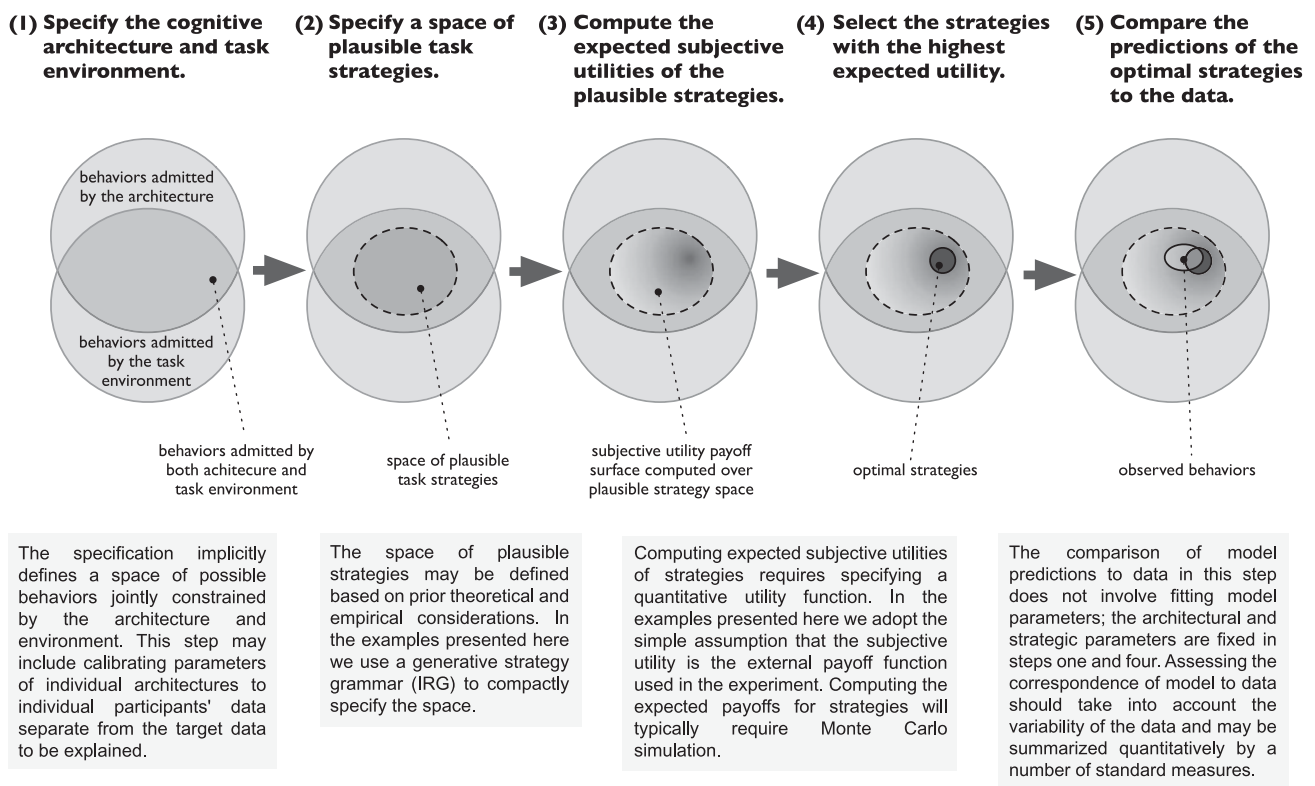 (1) Specify the cognitive
architecture and task
environment.
(2) Specify a space of
plausible task
strategies.
(3) Compute the
expected subjective
utilities of the
plausible strategies.
(4) Select the strategies
with the highest
expected utility.
(5) Compare the
predictions of the
optimal strategies
to the data.
behaviors admitted
by the architecture
behaviors admitted
by the task
environment
behaviors admitted by
both achitecure and
task environment
space of plausible
task strategies
subjective utility payoff
surface computed over
plausible strategy space
optimal strategies
observed behaviors
The specification implicitly
defines a space of possible
behaviors jointly constrained
by the architecture and
environment. This step may
include calibrating parameters
of individual architectures to
individual participants' data
separate from the target data
to be explained.
The space of plausible
strategies may be defined
based on prior theoretical and
empirical considerations. In
the examples presented here
we use a generative strategy
grammar (IRG) to compactly
specify the space.
Computing expected subjective utilities
of strategies requires specifying a
quantitative utility function. In the
examples presented here we adopt the
simple assumption that the subjective
utility is the external payoff function
used in the experiment. Computing the
expected payoffs for strategies will
typically require Monte Carlo
simulation.
The comparison of model
predictions to data in this step
does not involve fitting model
parameters; the architectural and
strategic parameters are fixed in
steps one and four. Assessing the
correspondence of model to data
should take into account the
variability of the data and may be
summarized quantitatively by a
number of standard measures.